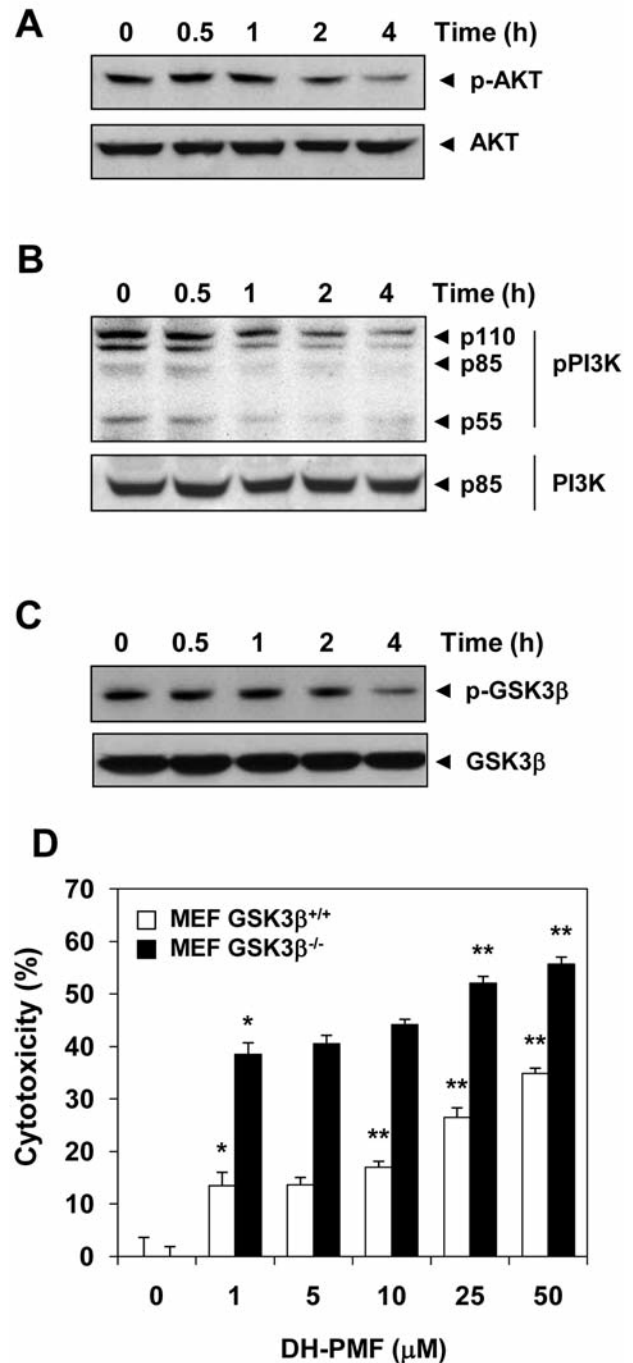 A
0 0.5 1 2 4 Time (h)
p-AKT
AKT
B
0 0.5 1 2 4 Time (h)
p110
p85 pPI3K
p55
p85 PI3K
C
0 0.5 1 2 4 Time (h)
p-GSK3β
GSK3β
D
70
MEF GSK3β+/+
60
MEF GSK3β-/-
** **
50
* **
40
**
30
* **
20
10
0
Cytotoxicity (%)
0 1 5 10 25 50
DH-PMF (µM)